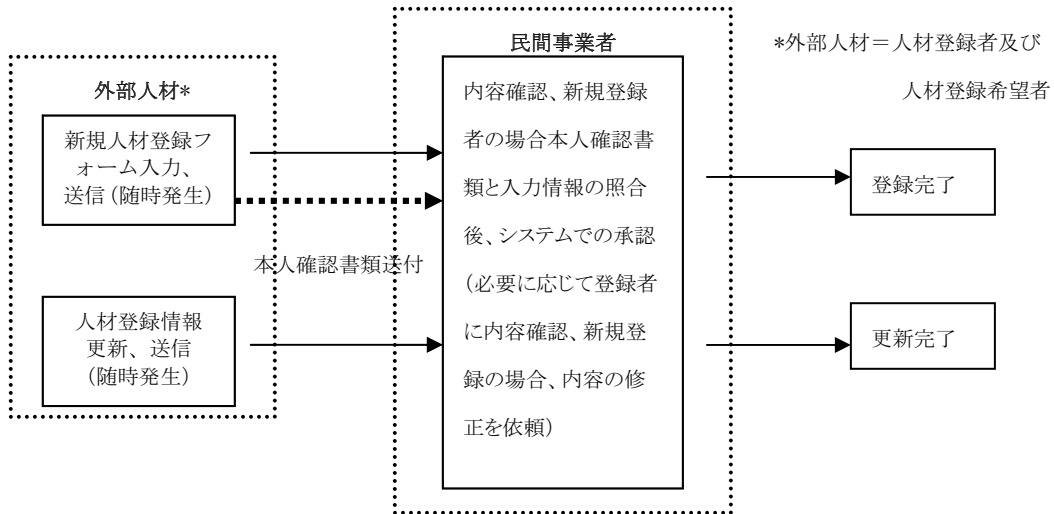 民間事業者
*外部人材＝人材登録者及び
人材登録希望者
外部人材*
新規人材登録フ
ォーム入力、
送信（随時発生）
本人確認書類送付
人材登録情報
更新、送信
（随時発生）
内容確認、新規登録
者の場合本人確認書
類と入力情報の照合
後、システムでの承認
（必要に応じて登録者
に内容確認、新規登
録の場合、内容の修
正を依頼）
登録完了
更新完了